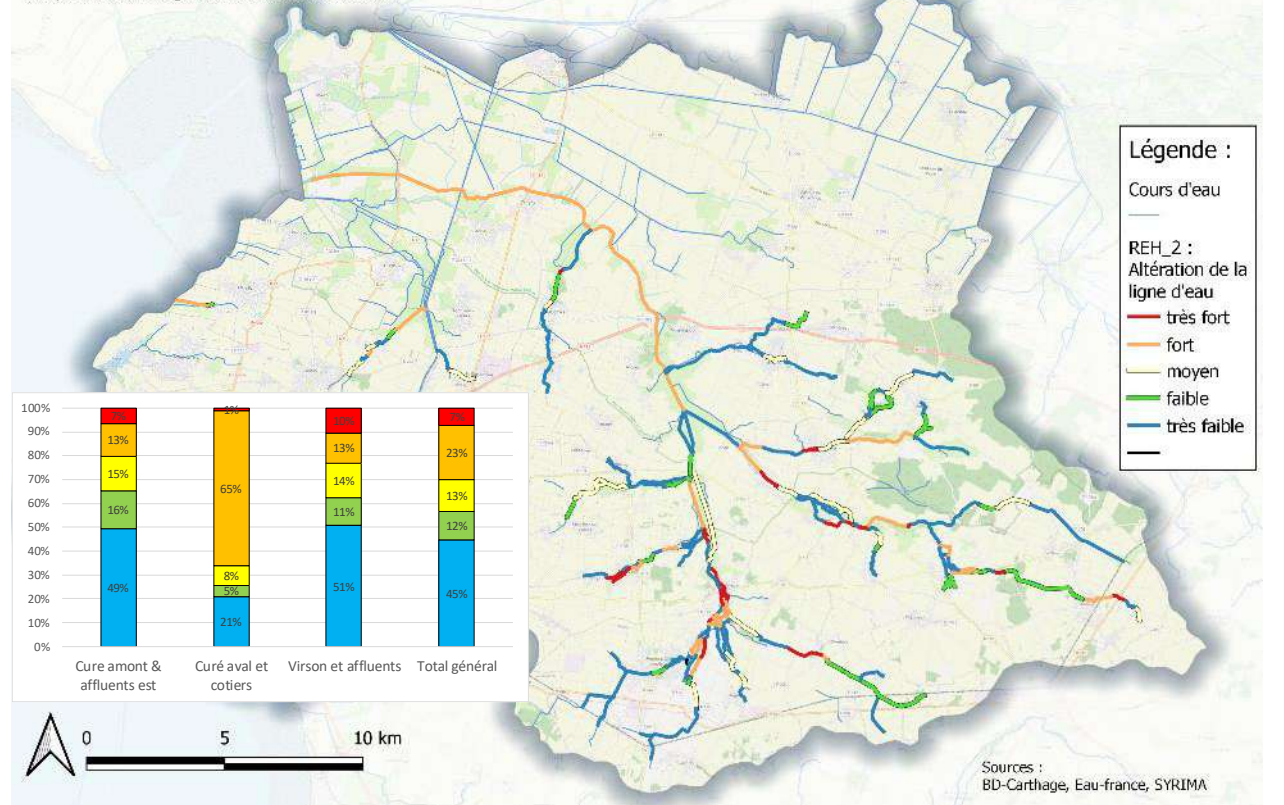 Légende :
Cours d'eau
REH_2 :
Altération de la
ligne d'eau
très fort
fort
moyen
faible
très faible
100%
90%
80%
70%
60%
50%
40%
30%
20%
10%
0%
7%
13%
15%
16%
49%
1%
65%
8%
5%
21%
10%
13%
14%
11%
51%
7%
23%
13%
12%
45%
Cure amont &
affluents est
Curé aval et
cotiers
Virson et affluents
Total général
0 5 10 km
Sources :
BD-Carthage, Eau-france, SYRIMA